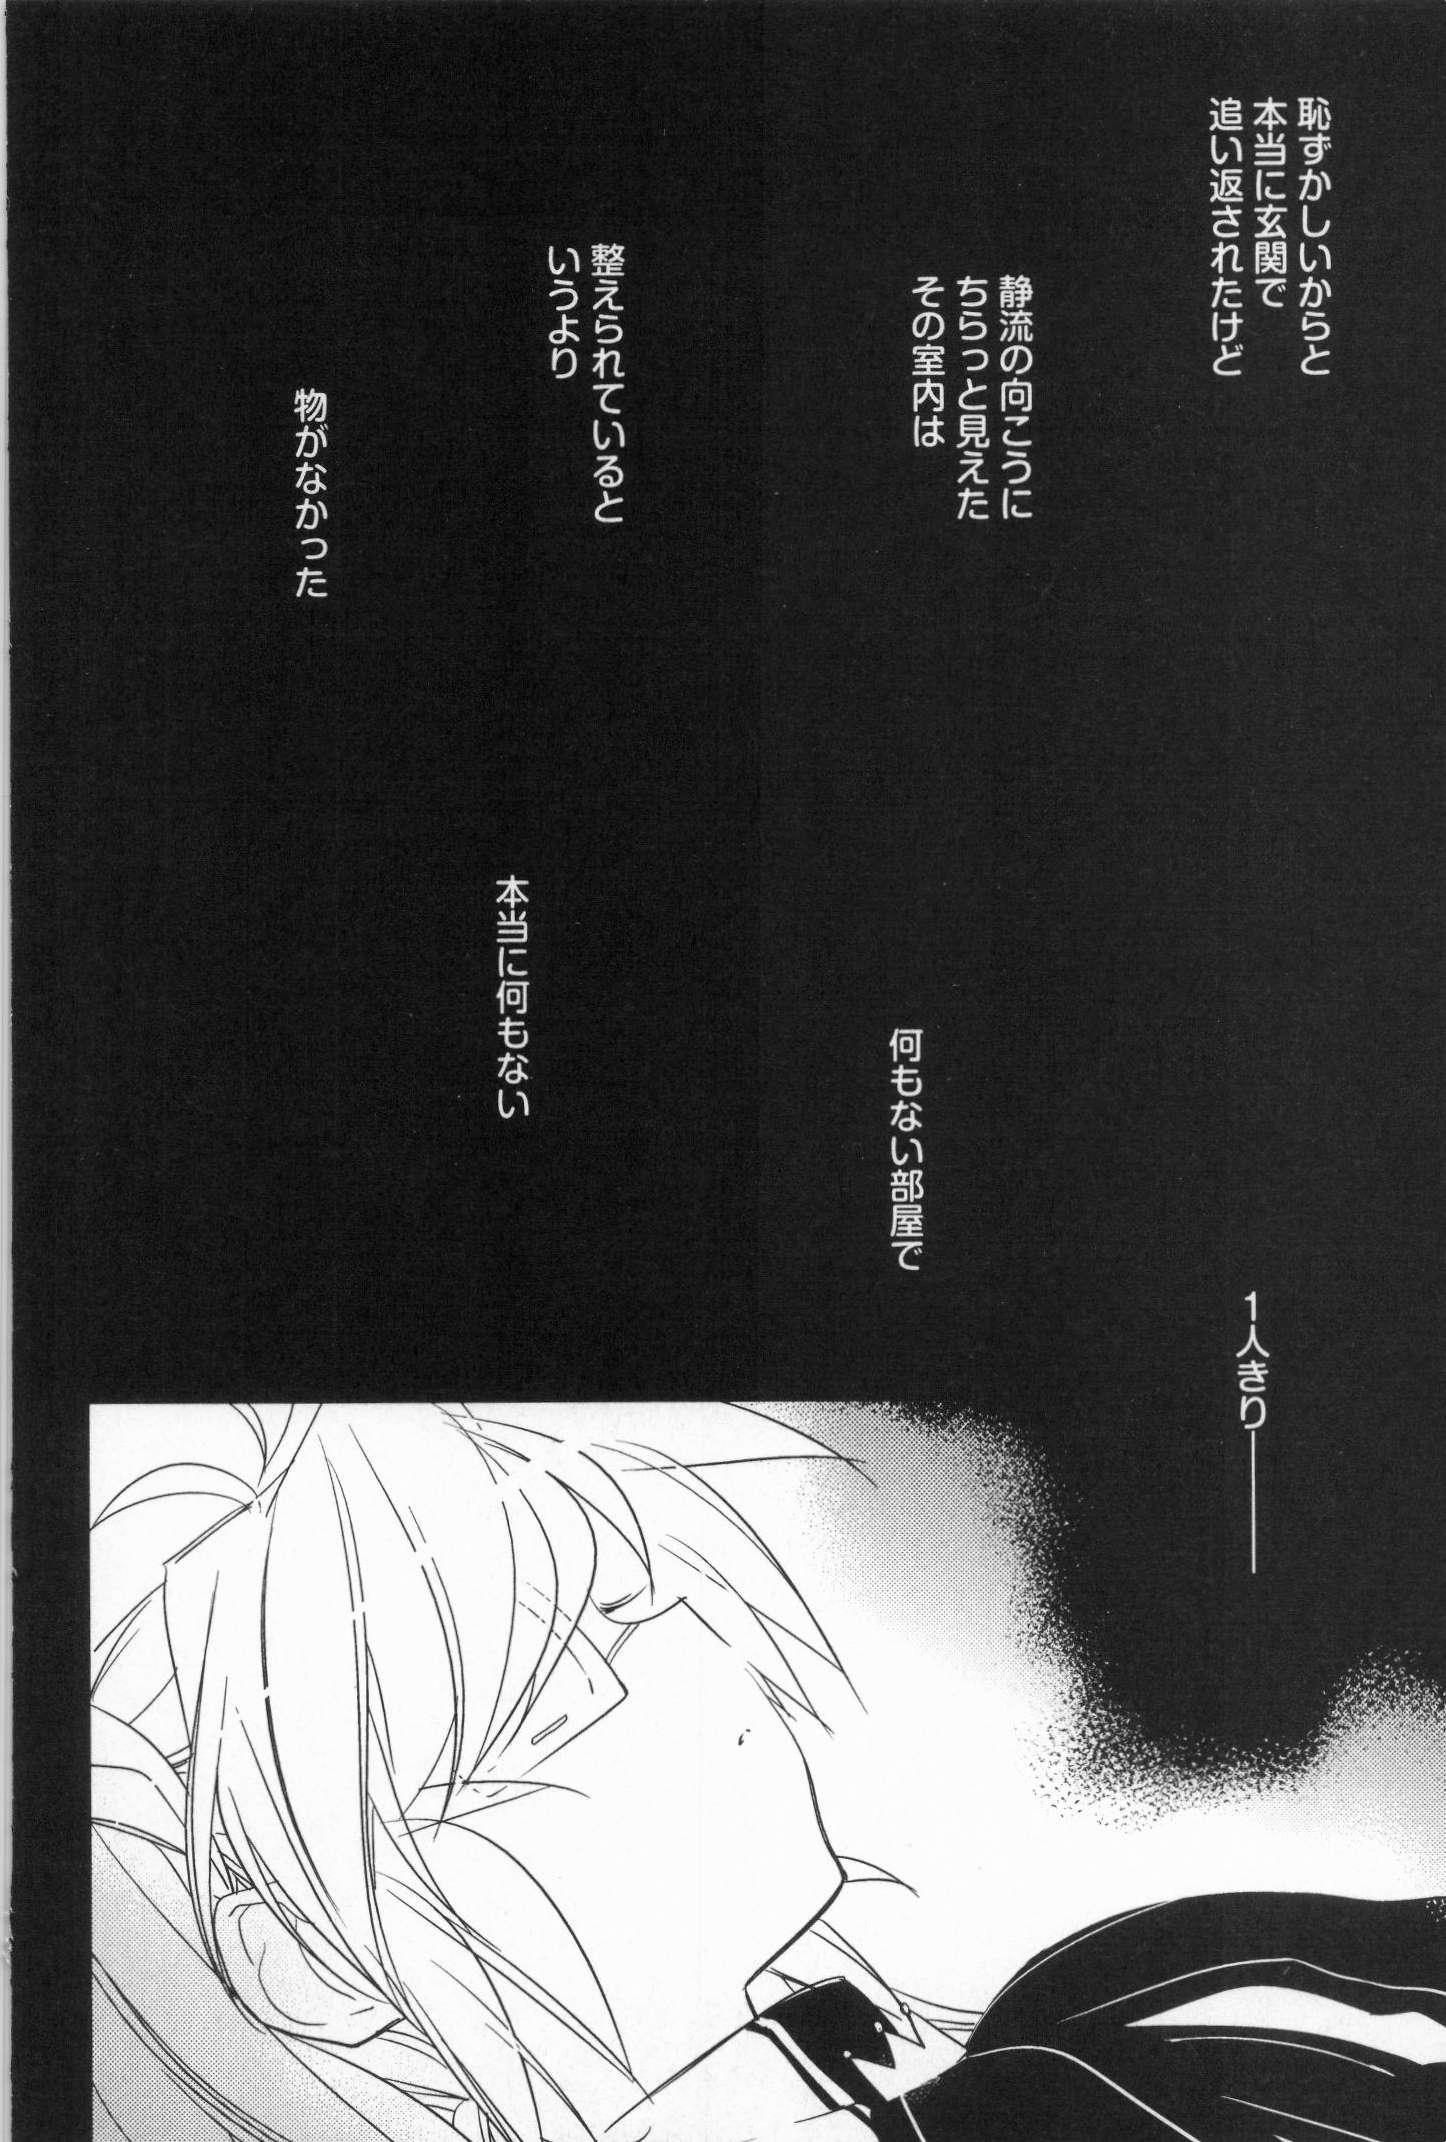 恥ずかしいからと
本当に玄関で
追い返されたけど
静流の向こうに
ちらっと見えた
その室内は
整えられていると
いうより
物がなかった
本当に何もない
何もない部屋で
1人きり――